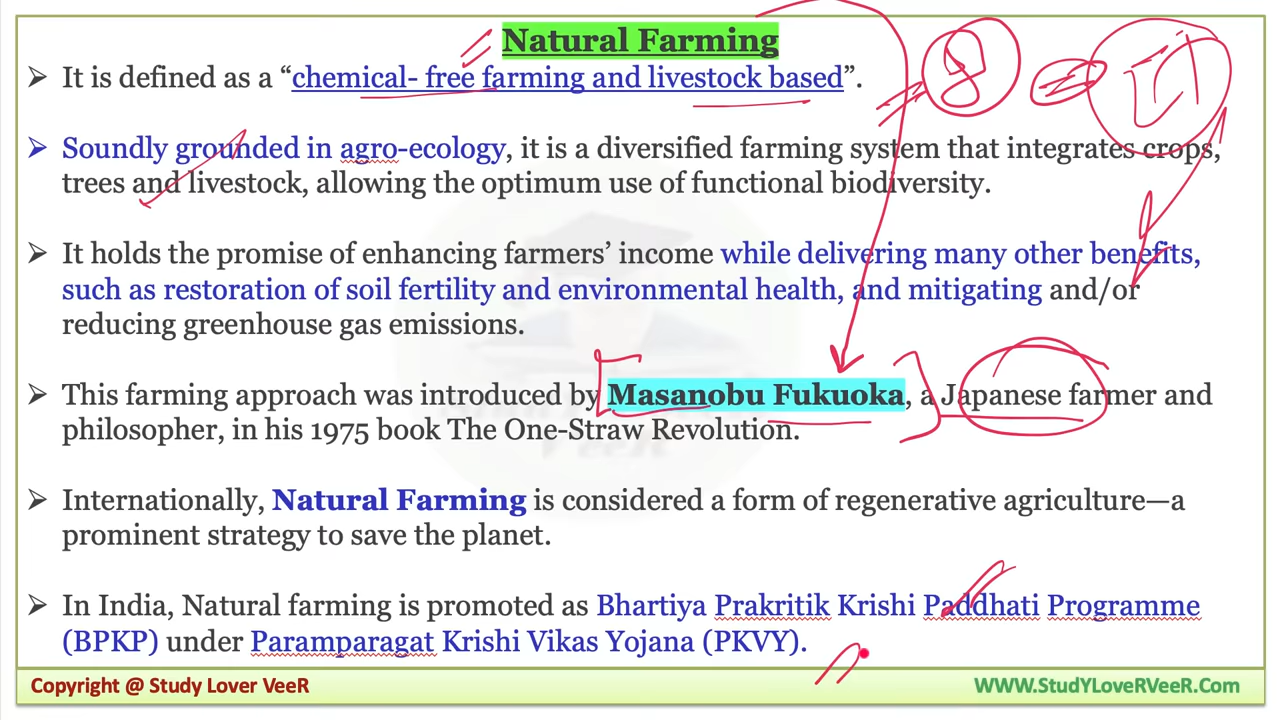 Natural Farming
➢ It is defined as a “chemical- free farming and livestock based”.
➢ Soundly grounded in agro-ecology, it is a diversified farming system that integrates crops,
trees and livestock, allowing the optimum use of functional biodiversity.
➢ It holds the promise of enhancing farmers’ income while delivering many other benefits,
such as restoration of soil fertility and environmental health, and mitigating and/or
reducing greenhouse gas emissions.
➢ This farming approach was introduced by Masanobu Fukuoka, a Japanese farmer and
philosopher, in his 1975 book The One-Straw Revolution.
➢ Internationally, Natural Farming is considered a form of regenerative agriculture—a
prominent strategy to save the planet.
➢ In India, Natural farming is promoted as Bhartiya Prakritik Krishi Paddhati Programme
(BPKP) under Paramparagat Krishi Vikas Yojana (PKVY).
Copyright @ Study Lover VeeR
WWW.StudYLoveRVeeR.Com